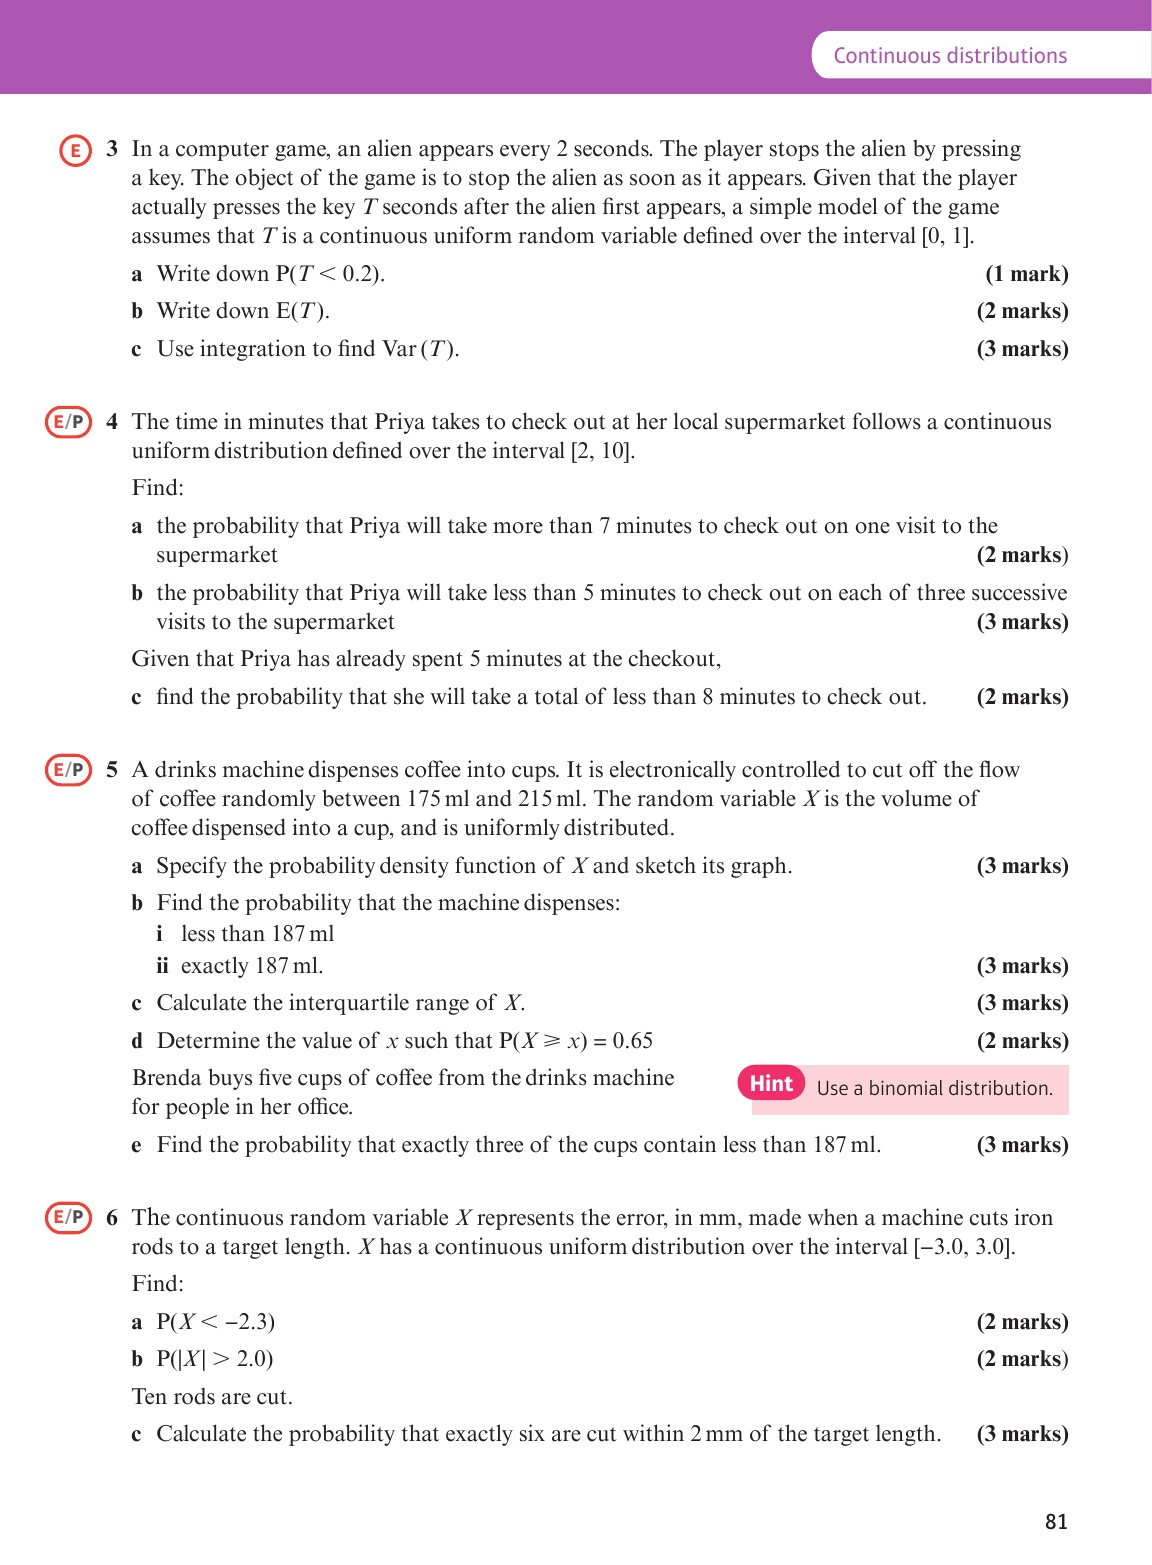 Continuous distributions
E 3 In a computer game, an alien appears every 2 seconds. The player stops the alien by pressing
a key. The object of the game is to stop the alien as soon as it appears. Given that the player
actually presses the key T seconds after the alien first appears, a simple model of the game
assumes that T is a continuous uniform random variable defined over the interval [0, 1].
a Write down P(T < 0.2). (1 mark)
b Write down E(T). (2 marks)
c Use integration to find Var (T). (3 marks)
E/P 4 The time in minutes that Priya takes to check out at her local supermarket follows a continuous
uniform distribution defined over the interval [2, 10].
Find:
a the probability that Priya will take more than 7 minutes to check out on one visit to the
supermarket (2 marks)
b the probability that Priya will take less than 5 minutes to check out on each of three successive
visits to the supermarket (3 marks)
Given that Priya has already spent 5 minutes at the checkout,
c find the probability that she will take a total of less than 8 minutes to check out. (2 marks)
E/P 5 A drinks machine dispenses coffee into cups. It is electronically controlled to cut off the flow
of coffee randomly between 175 ml and 215 ml. The random variable X is the volume of
coffee dispensed into a cup, and is uniformly distributed.
a Specify the probability density function of X and sketch its graph. (3 marks)
b Find the probability that the machine dispenses:
i less than 187 ml
ii exactly 187 ml. (3 marks)
c Calculate the interquartile range of X. (3 marks)
d Determine the value of x such that P(X ⩾ x) = 0.65 (2 marks)
Brenda buys five cups of coffee from the drinks machine
for people in her office.
Hint Use a binomial distribution.
e Find the probability that exactly three of the cups contain less than 187 ml. (3 marks)
E/P 6 The continuous random variable X represents the error, in mm, made when a machine cuts iron
rods to a target length. X has a continuous uniform distribution over the interval [−3.0, 3.0].
Find:
a P(X < −2.3) (2 marks)
b P(|X| > 2.0) (2 marks)
Ten rods are cut.
c Calculate the probability that exactly six are cut within 2 mm of the target length. (3 marks)
81